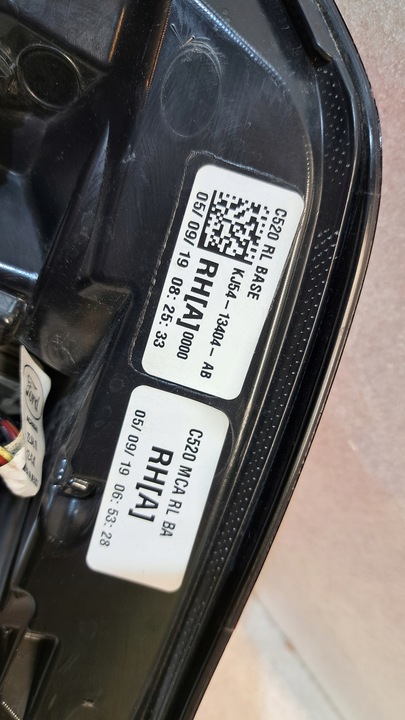 C520 RL BASE
KJ54-13404-AB
RH[A] 0000
05/09/19 08:25:33
C520 MCA RL BA
RH[A]
05/09/19 06:53:28